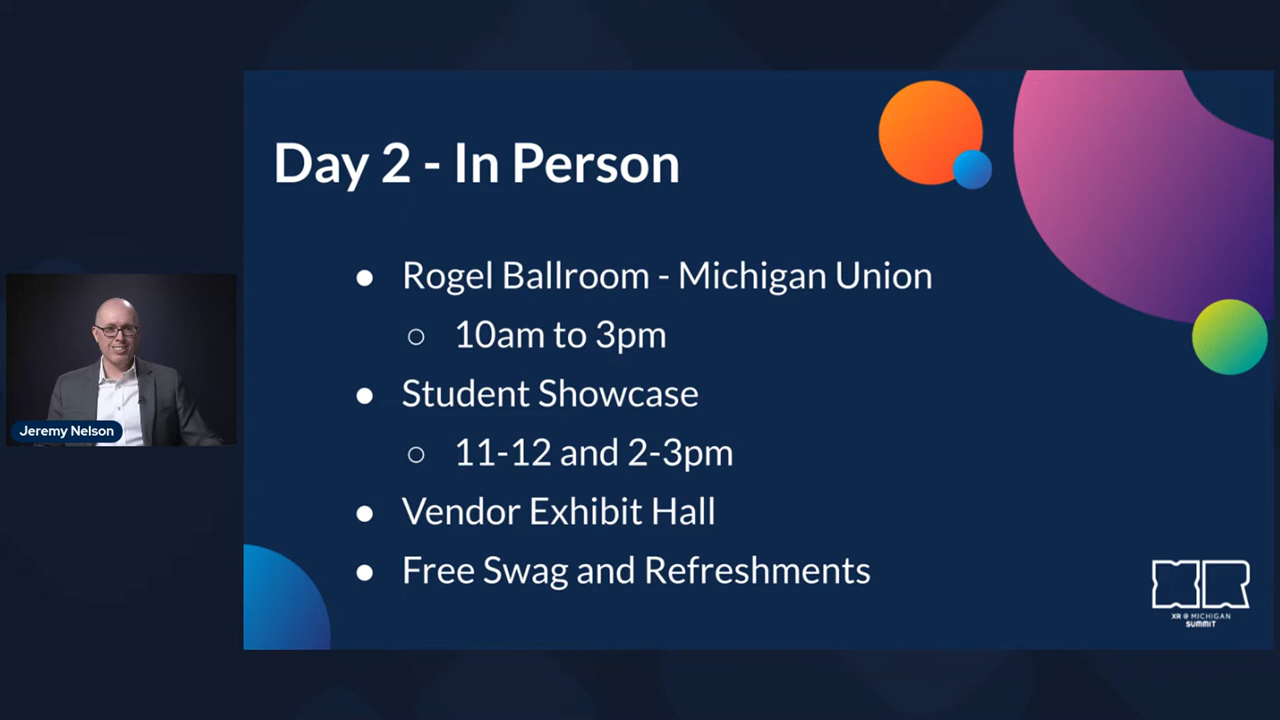 Day 2 - In Person
● Rogel Ballroom - Michigan Union
○ 10am to 3pm
● Student Showcase
○ 11-12 and 2-3pm
● Vendor Exhibit Hall
● Free Swag and Refreshments
Jeremy Nelson
XR
XR @ MICHIGAN
SUMMIT